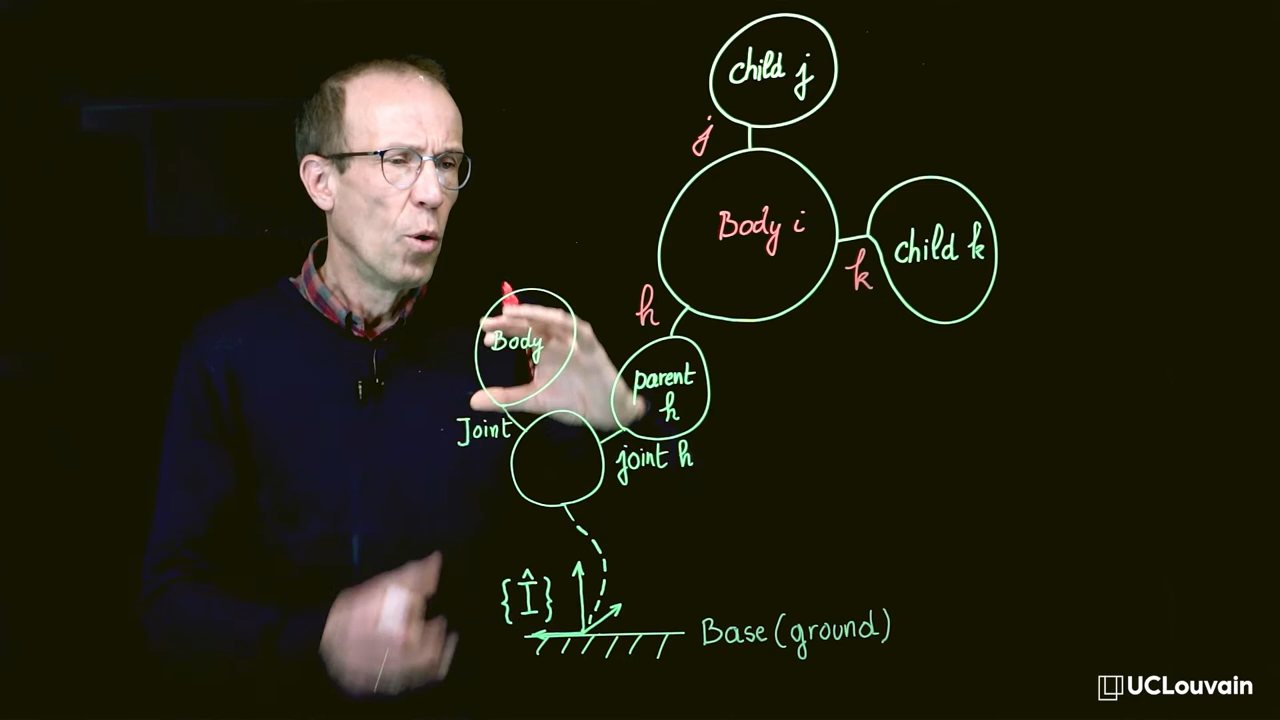 child j
j
Body i
child k
k
h
Body
parent
h
Joint
joint h
{Î}
Base (ground)
UCLouvain